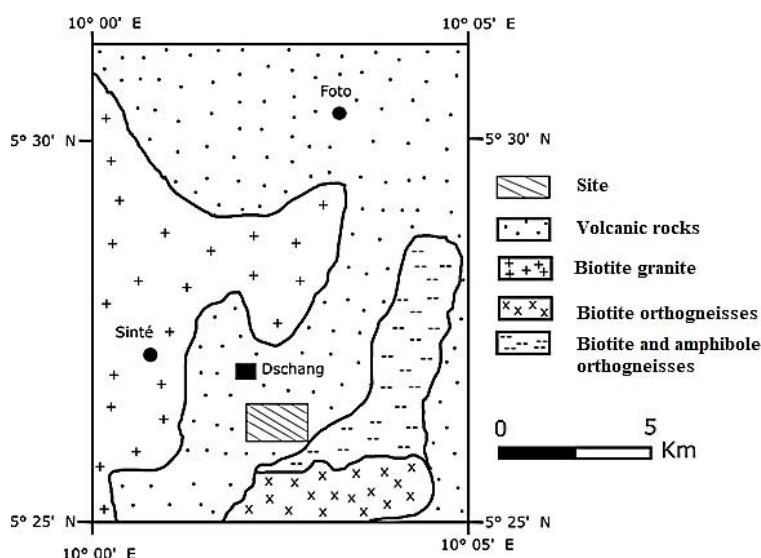 10° 00' E
10° 05' E
Foto
5° 30' N
5° 30' N
Site
Volcanic rocks
Biotite granite
Sinté
Biotite orthogneisses
Biotite and amphibole
orthogneisses
Dschang
0
5
Km
5° 25' N
5° 25' N
10° 00' E
10° 05' E